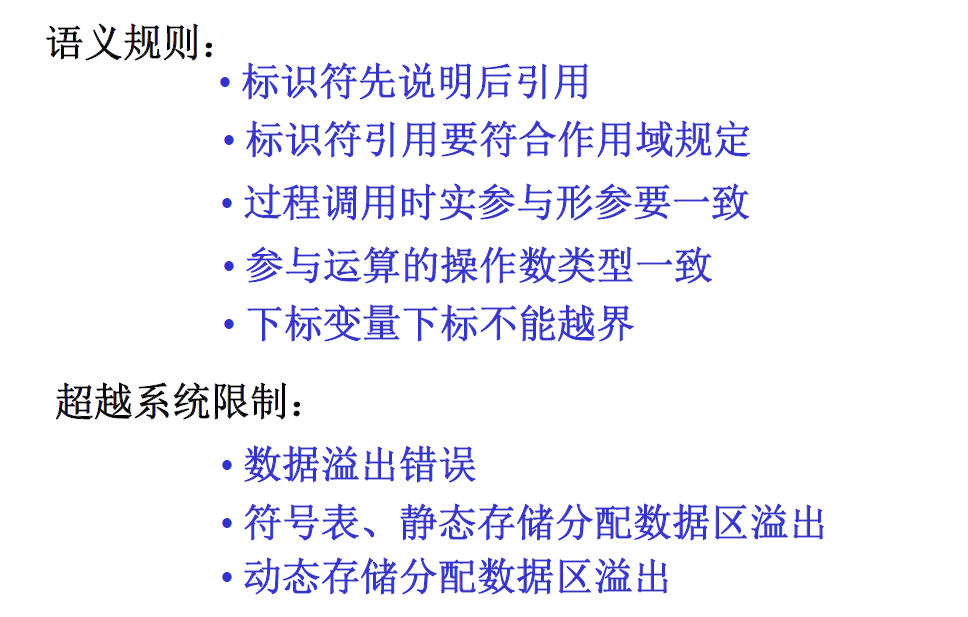 语义规则：
• 标识符先说明后引用
• 标识符引用要符合作用域规定
• 过程调用时实参与形参要一致
• 参与运算的操作数类型一致
• 下标变量下标不能越界
超越系统限制：
• 数据溢出错误
• 符号表、静态存储分配数据区溢出
• 动态存储分配数据区溢出